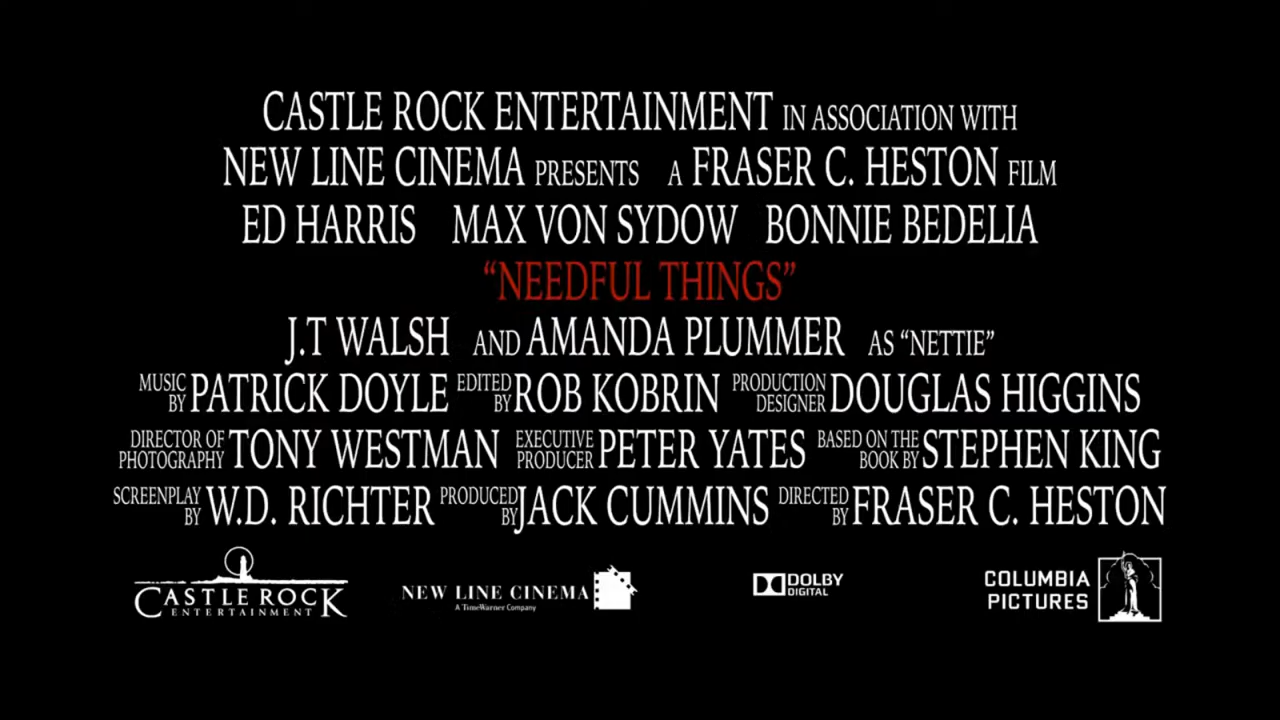 CASTLE ROCK ENTERTAINMENT IN ASSOCIATION WITH
NEW LINE CINEMA PRESENTS A FRASER C. HESTON FILM
ED HARRIS MAX VON SYDOW BONNIE BEDELIA
“NEEDFUL THINGS”
J.T WALSH AND AMANDA PLUMMER AS “NETTIE”
MUSIC BY PATRICK DOYLE EDITED BY ROB KOBRIN PRODUCTION DESIGNER DOUGLAS HIGGINS
DIRECTOR OF PHOTOGRAPHY TONY WESTMAN EXECUTIVE PRODUCER PETER YATES BASED ON THE BOOK BY STEPHEN KING
SCREENPLAY BY W.D. RICHTER PRODUCED BY JACK CUMMINS DIRECTED BY FRASER C. HESTON
CASTLE ROCK
ENTERTAINMENT
NEW LINE CINEMA
A TimeWarner Company
DOLBY
DIGITAL
COLUMBIA
PICTURES